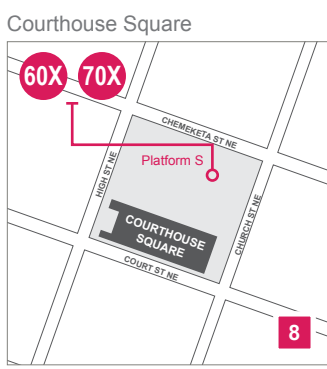 Courthouse Square
60X 70X
CHEMEKETA ST NE
Platform S
HIGH ST NE
CHURCH ST NE
COURTHOUSE
SQUARE
COURT ST NE
8